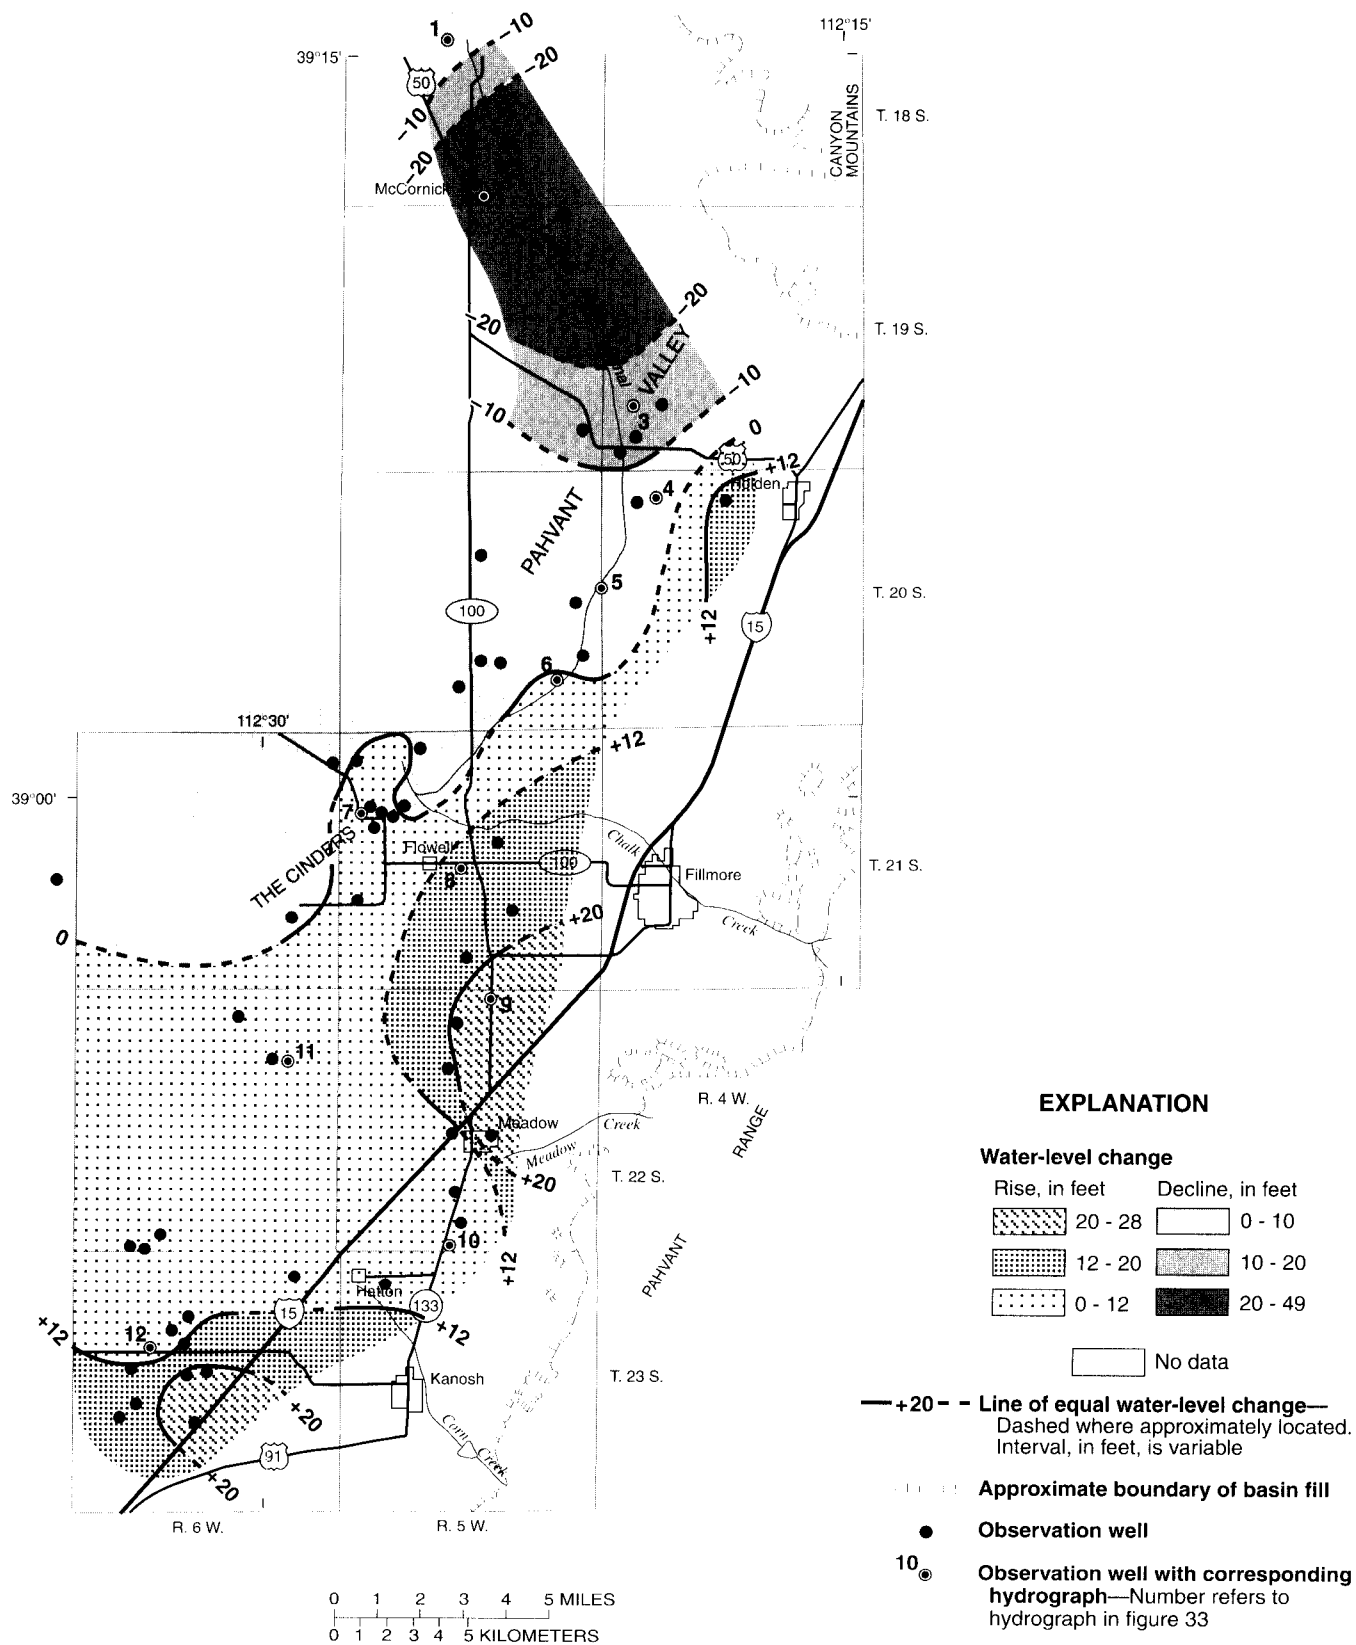 1
-10
112°15'
39°15'
-20
50
-10
CANYON
MOUNTAINS
T. 18 S.
-20
McCornick
-20
-20
T. 19 S.
VALLEY
-10
-10
3
0
50
+12
Holden
4
PAHVANT
5
T. 20 S.
100
+12
15
6
112°30'
+12
39°00'
7
THE CINDERS
Flowell
Chalk
100
8
Fillmore
T. 21 S.
+20
Creek
0
9
11
R. 4 W.
Meadow
Creek
RANGE
Meadow
T. 22 S.
+20
10
+12
PAHVANT
Hatton
15
133
+12
12
+12
Kanosh
T. 23 S.
+20
Corn
Creek
91
+20
R. 6 W.
R. 5 W.
0 1 2 3 4 5 MILES
0 1 2 3 4 5 KILOMETERS
EXPLANATION
Water-level change
Rise, in feet Decline, in feet
20 - 28 0 - 10
12 - 20 10 - 20
0 - 12 20 - 49
No data
+20 Line of equal water-level change—
Dashed where approximately located.
Interval, in feet, is variable
Approximate boundary of basin fill
Observation well
10 Observation well with corresponding
hydrograph—Number refers to
hydrograph in figure 33